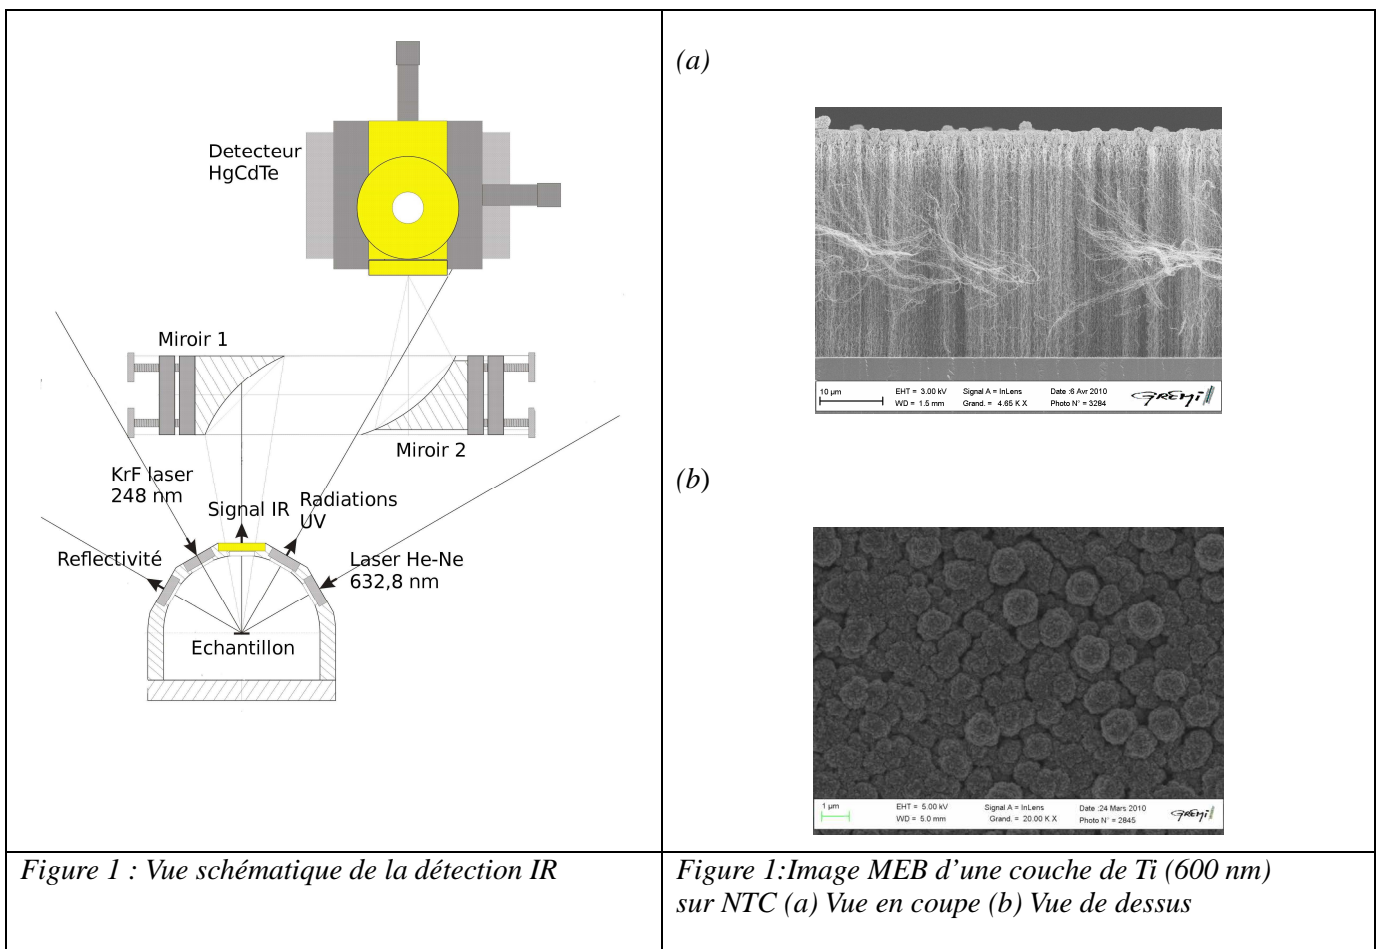 Detecteur
HgCdTe
Miroir 1
Miroir 2
KrF laser
248 nm
Signal IR
Radiations
UV
Reflectivité
Laser He-Ne
632,8 nm
Echantillon
Figure 1 : Vue schématique de la détection IR
(a)
10 µm
EHT = 3.00 kV Signal A = InLens Date :6 Avr 2010
WD = 1.5 mm Grand. = 4.65 K X Photo N° = 3284
GREMI
(b)
1 µm
EHT = 5.00 kV Signal A = InLens Date :24 Mars 2010
WD = 5.0 mm Grand. = 20.00 K X Photo N° = 2845
GREMI
Figure 1:Image MEB d'une couche de Ti (600 nm)
sur NTC (a) Vue en coupe (b) Vue de dessus